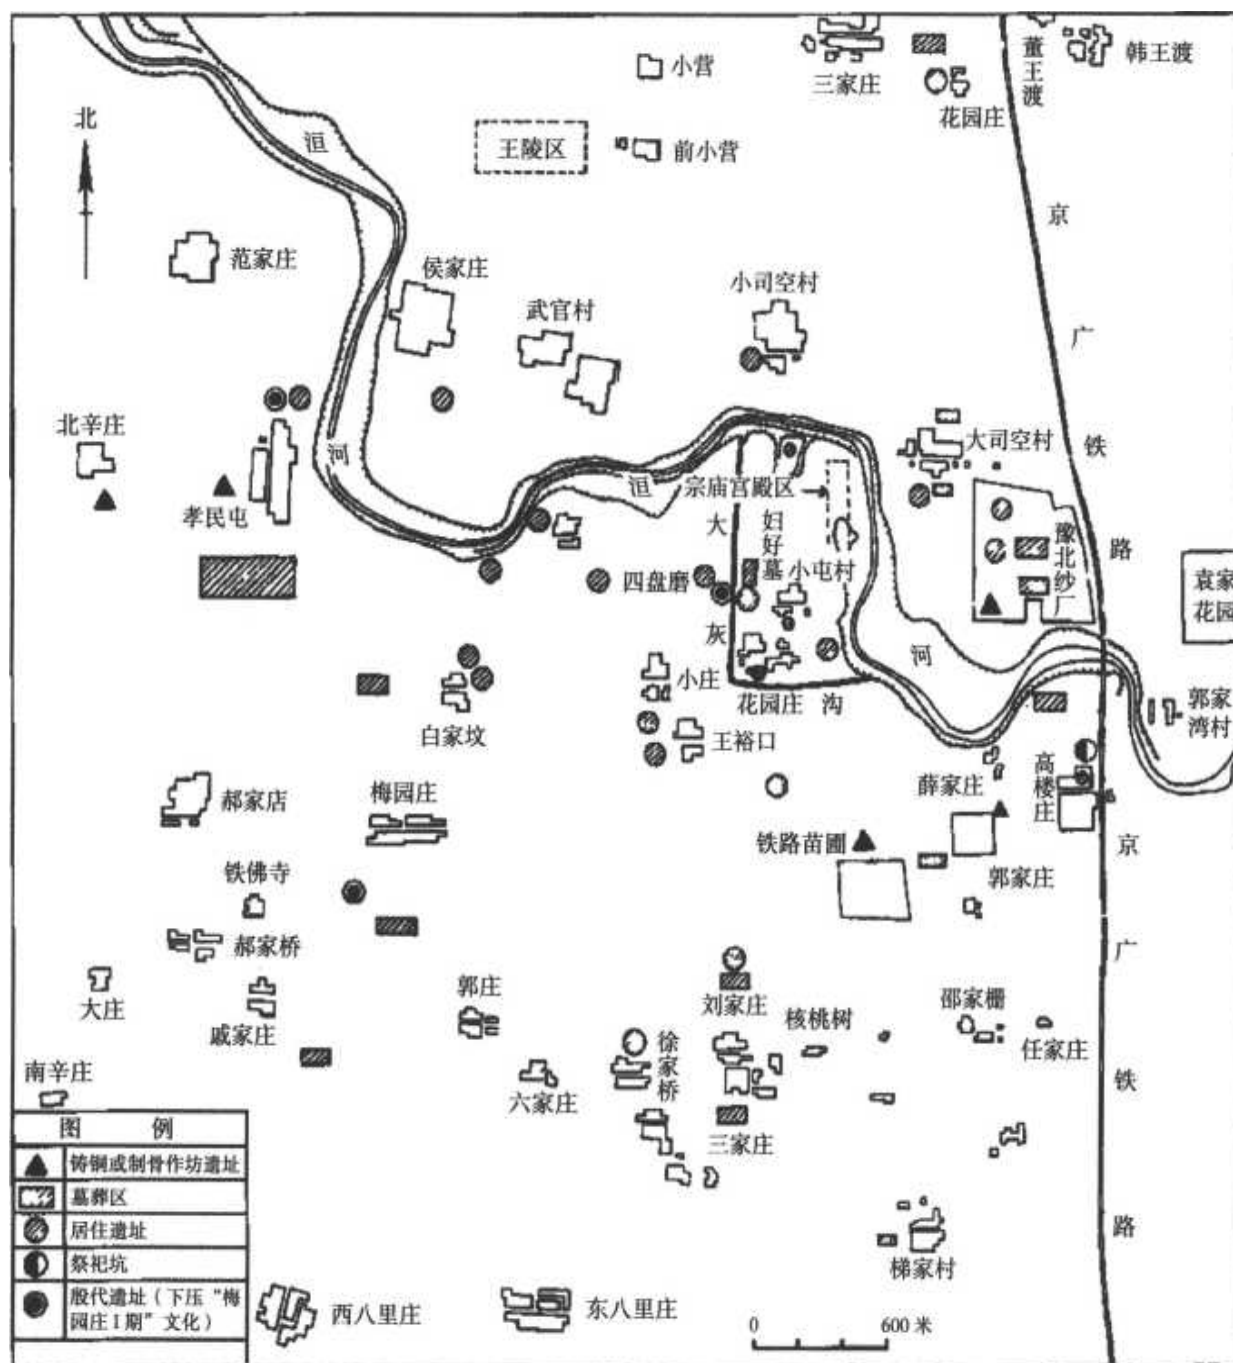 小营
三家庄
花园庄
董王渡
韩王渡
北
洹
王陵区
前小营
京
范家庄
侯家庄
武官村
小司空村
广
北辛庄
孝民屯
河
洹
宗庙宫殿区
大司空村
铁
大
妇好墓
小屯村
豫北纱厂
路
袁家
花园
四盘磨
灰
河
小庄
花园庄
沟
白家坟
王裕口
郭家
湾村
郝家店
梅园庄
薛家庄
高楼庄
铁路苗圃
京
郭家庄
铁佛寺
郝家桥
广
大庄
戚家庄
郭庄
刘家庄
核桃树
邵家棚
任家庄
南辛庄
六家庄
徐家桥
三家庄
铁
图 例
铸铜或制骨作坊遗址
墓葬区
居住遗址
祭祀坑
殷代遗址（下压“梅
园庄I期”文化）
路
梯家村
西八里庄
东八里庄
0 600 米